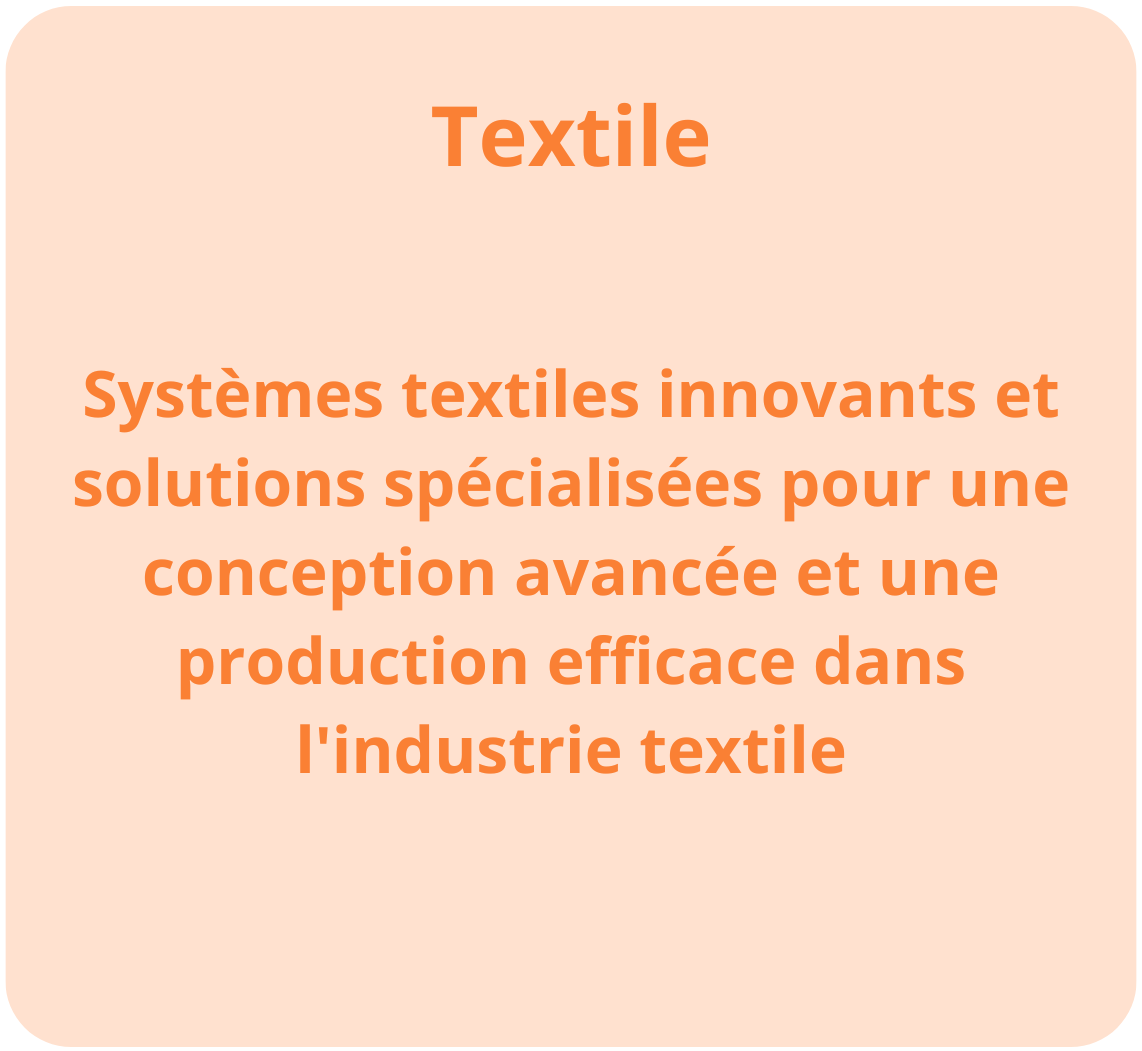 Textile
Systèmes textiles innovants et
solutions spécialisées pour une
conception avancée et une
production efficace dans
l'industrie textile